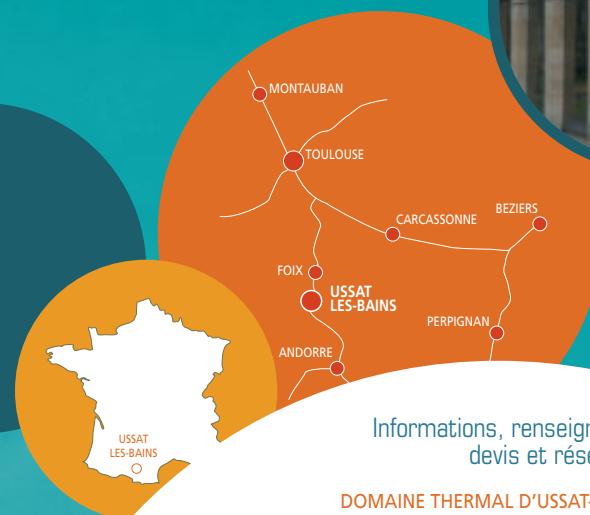 MONTAUBAN
TOULOUSE
CARCASSONNE
BEZIERS
FOIX
USSAT
LES-BAINS
PERPIGNAN
ANDORRE
USSAT
LES-BAINS
Informations, renseign
devis et rése
DOMAINE THERMAL D'USSAT-